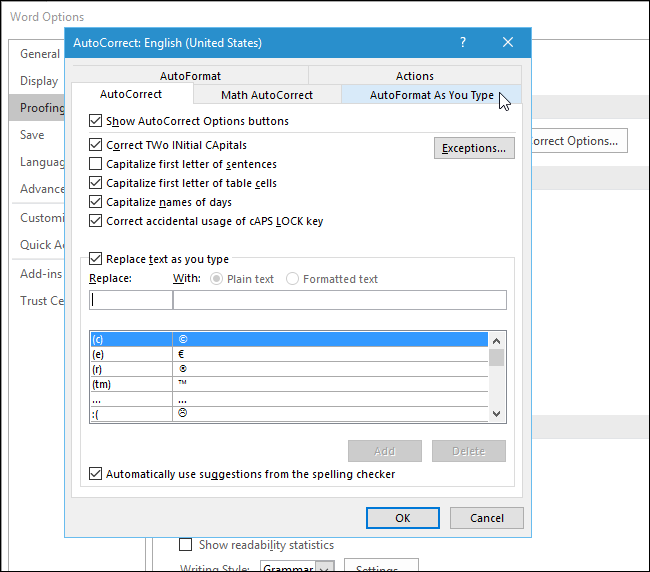 Word Options
General
Display
Proofing
Save
Languag
Advance
Customi
Quick Ac
Add-ins
Trust Ce
AutoCorrect: English (United States)
? ×
AutoFormat Actions
AutoCorrect Math AutoCorrect AutoFormat As You Type
Show AutoCorrect Options buttons
Correct TWo INitial CApitals
Exceptions...
Capitalize first letter of sentences
Capitalize first letter of table cells
Capitalize names of days
Correct accidental usage of cAPS LOCK key
Correct Options...
Replace text as you type
Replace: With: Plain text Formatted text
(c) ©
(e) €
(r) ®
(tm) ™
... ...
:( ☹
Add Delete
Automatically use suggestions from the spelling checker
OK Cancel
Show readability statistics
Writing Style: Grammar Settings...